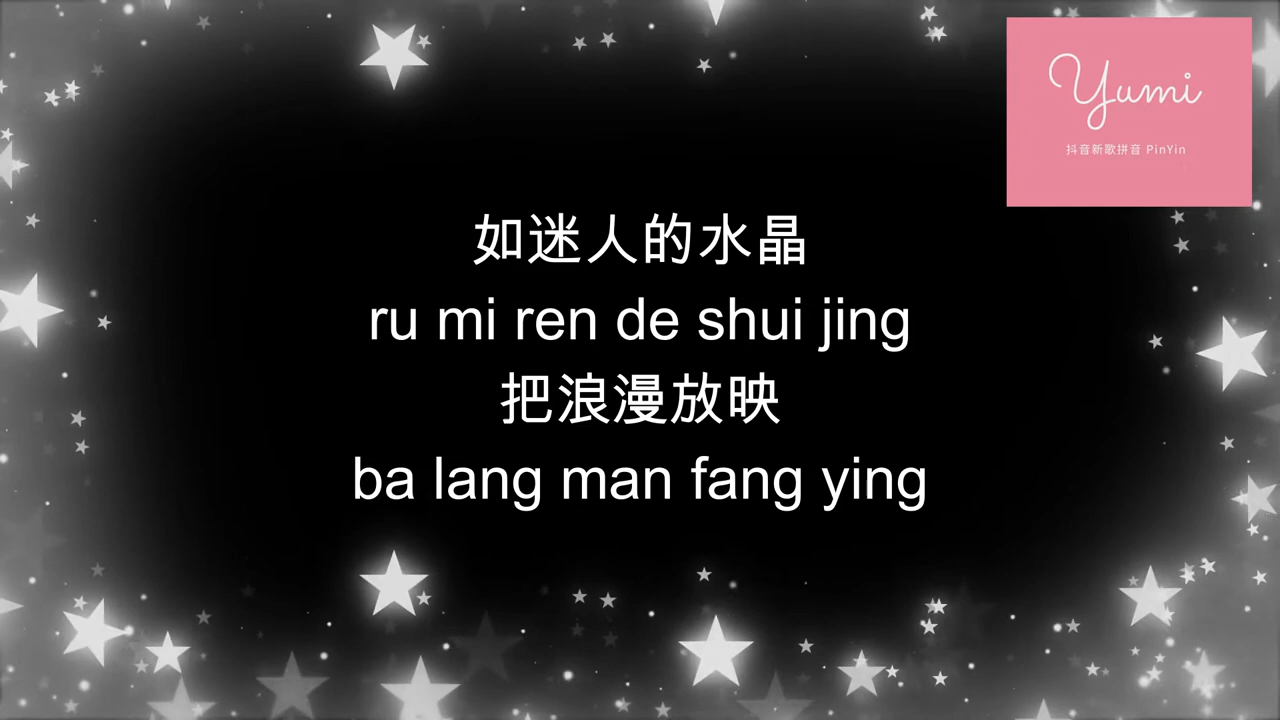 Yumi
抖音新歌拼音 PinYin
如迷人的水晶
ru mi ren de shui jing
把浪漫放映
ba lang man fang ying